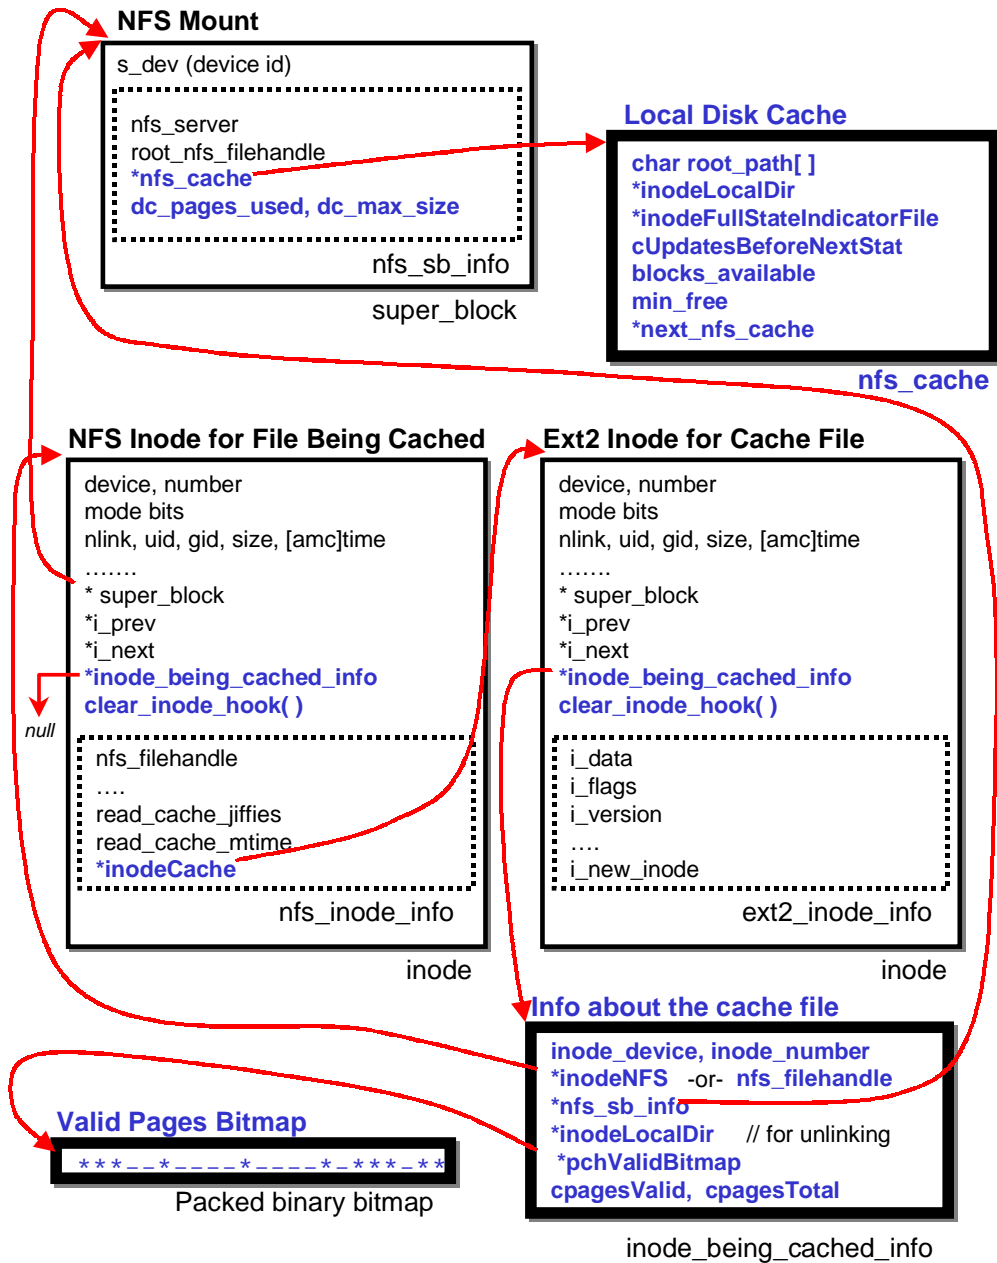 NFS Mount
s_dev (device id)
nfs_server
root_nfs_filehandle
*nfs_cache
dc_pages_used, dc_max_size
nfs_sb_info
super_block
Local Disk Cache
char root_path[ ]
*inodeLocalDir
*inodeFullStateIndicatorFile
cUpdatesBeforeNextStat
blocks_available
min_free
*next_nfs_cache
nfs_cache
NFS Inode for File Being Cached
device, number
mode bits
nlink, uid, gid, size, [amc]time
…….
* super_block
*i_prev
*i_next
*inode_being_cached_info
clear_inode_hook( )
null
nfs_filehandle
….
read_cache_jiffies
read_cache_mtime
*inodeCache
nfs_inode_info
inode
Ext2 Inode for Cache File
device, number
mode bits
nlink, uid, gid, size, [amc]time
…….
* super_block
*i_prev
*i_next
*inode_being_cached_info
clear_inode_hook( )
i_data
i_flags
i_version
….
i_new_inode
ext2_inode_info
inode
Info about the cache file
inode_device, inode_number
*inodeNFS -or- nfs_filehandle
*nfs_sb_info
*inodeLocalDir // for unlinking
*pchValidBitmap
cpagesValid, cpagesTotal
inode_being_cached_info
Valid Pages Bitmap
***--*----*----*-***-**
Packed binary bitmap